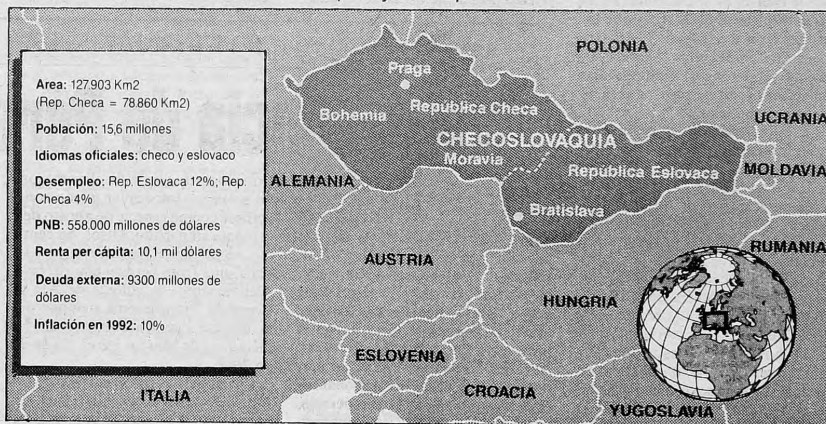 Area: 127.903 Km2
(Rep. Checa = 78.860 Km2)
Población: 15,6 millones
Idiomas oficiales: checo y eslovaco
Desempleo: Rep. Eslovaca 12%; Rep.
Checa 4%
PNB: 558.000 millones de dólares
Renta per cápita: 10,1 mil dólares
Deuda externa: 9300 millones de
dólares
Inflación en 1992: 10%
POLONIA
Praga
Bohemia
República Checa
UCRANIA
CHECOSLOVAQUIA
Moravia
República Eslovaca
MOLDAVIA
ALEMANIA
Bratislava
AUSTRIA
RUMANIA
HUNGRIA
ESLOVENIA
ITALIA
CROACIA
YUGOSLAVIA